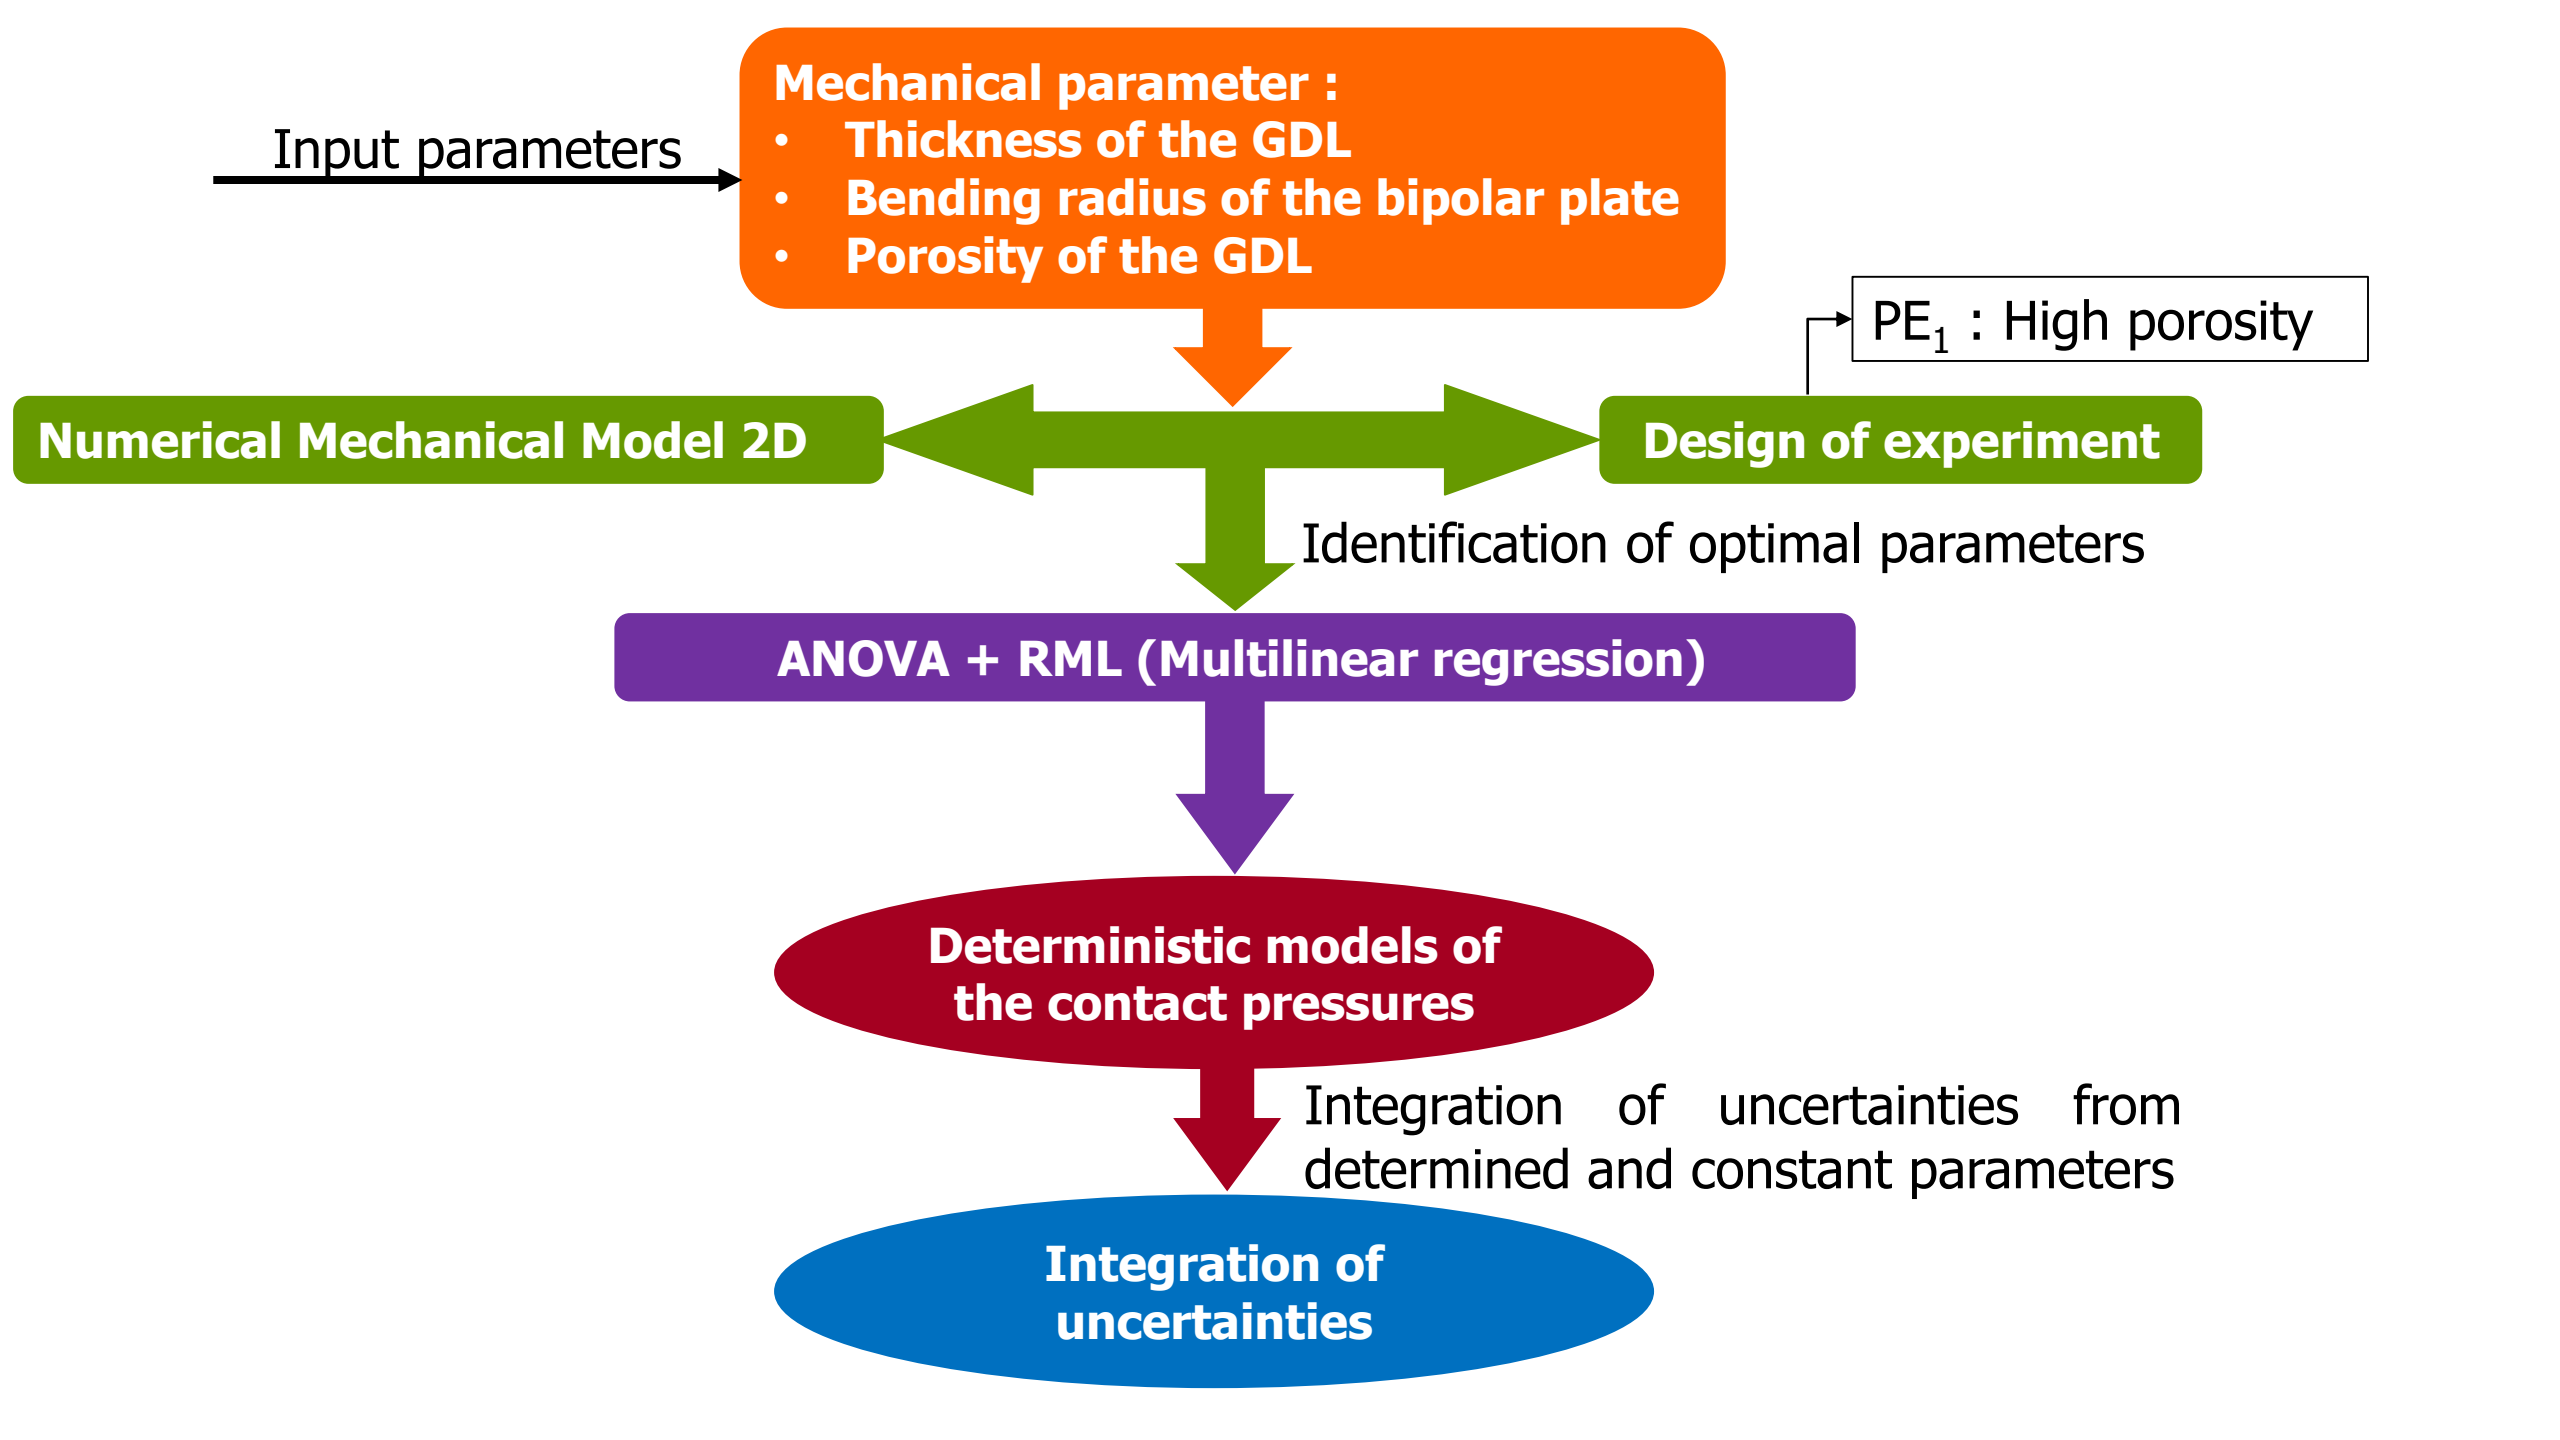 Mechanical parameter :
• Thickness of the GDL
• Bending radius of the bipolar plate
• Porosity of the GDL
Input parameters
PE₁ : High porosity
Numerical Mechanical Model 2D
Design of experiment
Identification of optimal parameters
ANOVA + RML (Multilinear regression)
Deterministic models of
the contact pressures
Integration of uncertainties from
determined and constant parameters
Integration of
uncertainties